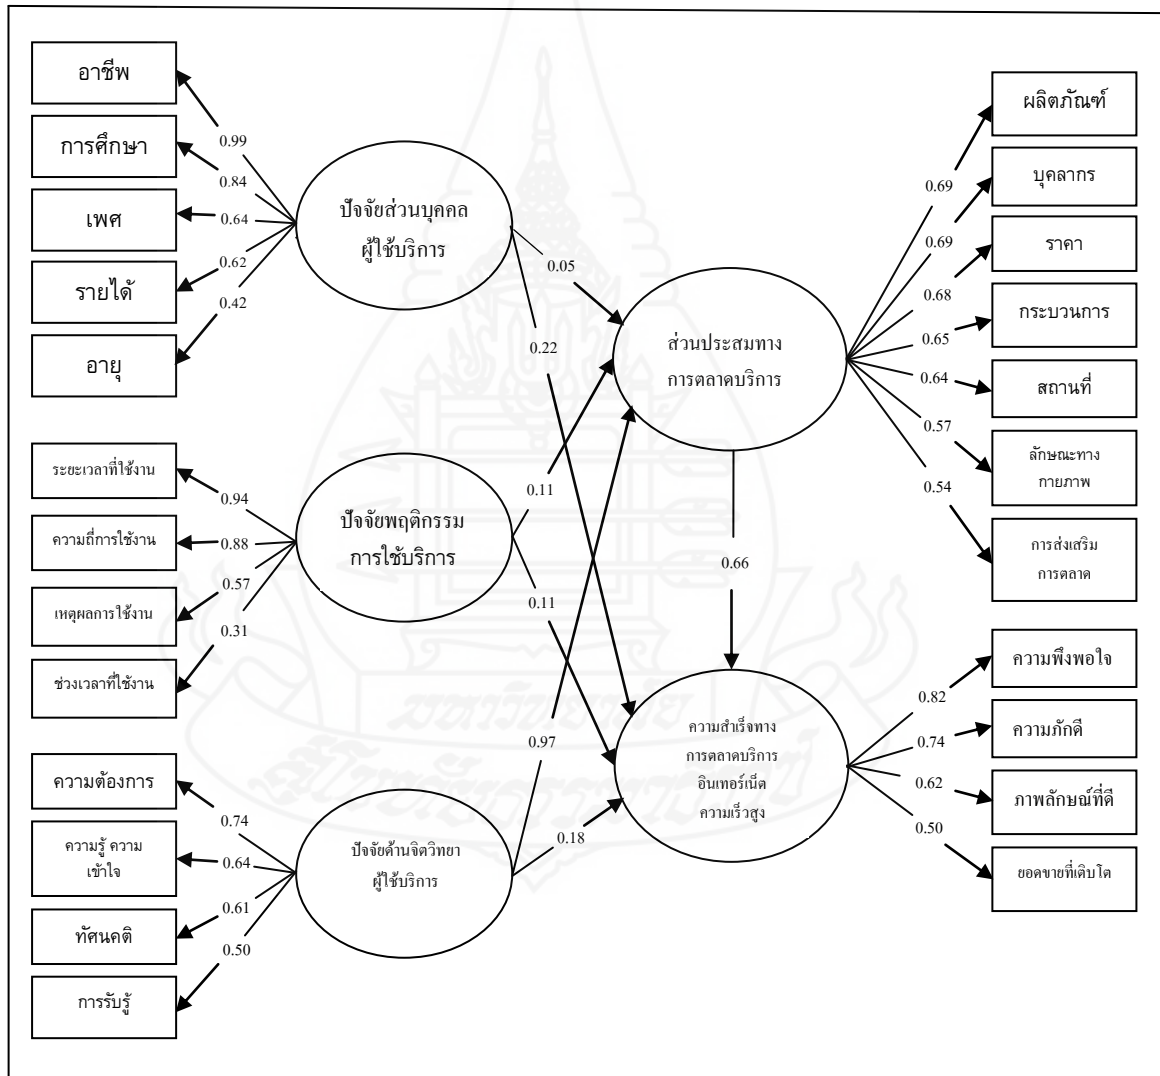 อาชีพ
0.99
การศึกษา
0.84
เพศ
0.64
รายได้
0.62
อายุ
0.42
ปัจจัยส่วนบุคคล
ผู้ใช้บริการ
ระยะเวลาที่ใช้งาน
0.94
ความถี่การใช้งาน
0.88
เหตุผลการใช้งาน
0.57
ช่วงเวลาที่ใช้งาน
0.31
ปัจจัยพฤติกรรม
การใช้บริการ
ความต้องการ
0.74
ความรู้ ความ
เข้าใจ
0.64
ทัศนคติ
0.61
การรับรู้
0.50
ปัจจัยด้านจิตวิทยา
ผู้ใช้บริการ
0.05
0.22
0.11
0.11
0.97
0.18
ส่วนประสมทาง
การตลาดบริการ
0.66
ความสำเร็จทาง
การตลาดบริการ
อินเทอร์เน็ต
ความเร็วสูง
0.69
ผลิตภัณฑ์
0.69
บุคลากร
0.68
ราคา
0.65
กระบวนการ
0.64
สถานที่
0.57
ลักษณะทาง
กายภาพ
0.54
การส่งเสริม
การตลาด
0.82
ความพึงพอใจ
0.74
ความภักดี
0.62
ภาพลักษณ์ที่ดี
0.50
ยอดขายที่เติบโต